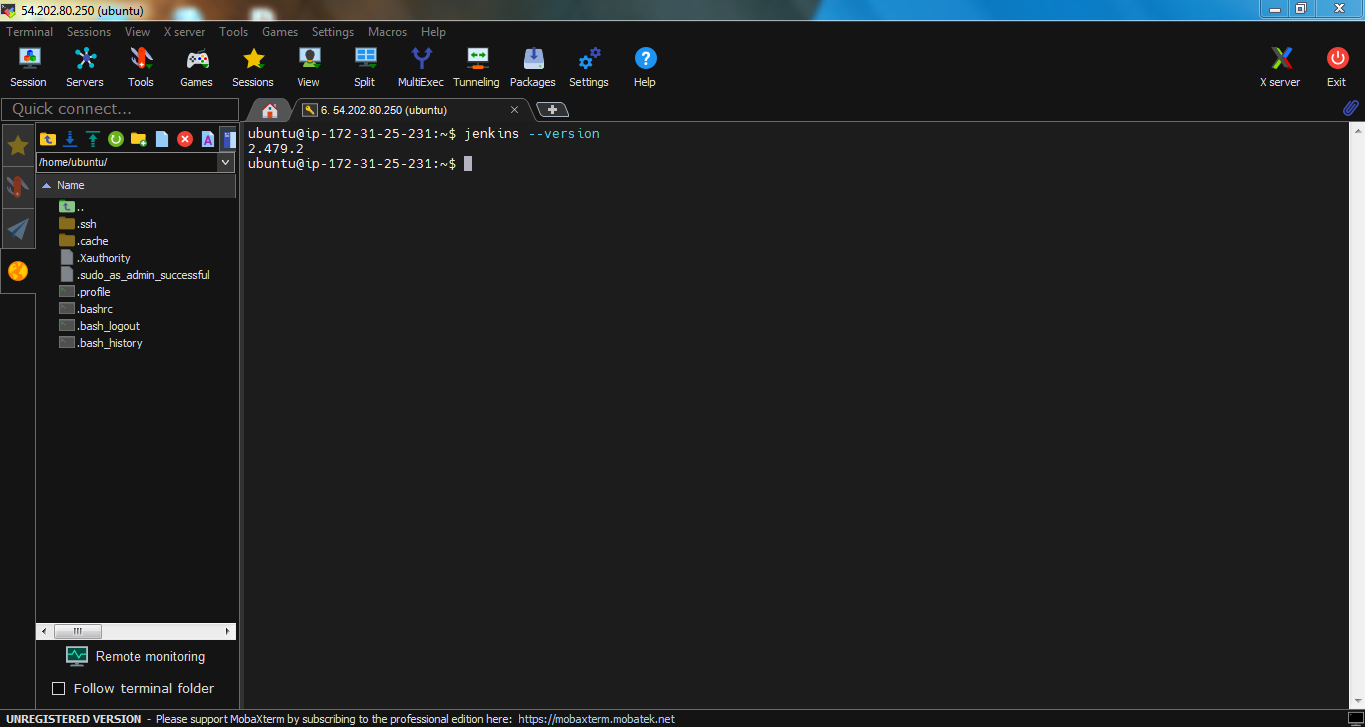 54.202.80.250 (ubuntu)
Terminal Sessions View X server Tools Games Settings Macros Help
Session Servers Tools Games Sessions View Split MultiExec Tunneling Packages Settings Help X server Exit
Quick connect...
6. 54.202.80.250 (ubuntu)
/home/ubuntu/
Name
..
.ssh
.cache
.Xauthority
.sudo_as_admin_successful
.profile
.bashrc
.bash_logout
.bash_history
Remote monitoring
Follow terminal folder
ubuntu@ip-172-31-25-231:~$ jenkins --version
2.479.2
ubuntu@ip-172-31-25-231:~$
UNREGISTERED VERSION - Please support MobaXterm by subscribing to the professional edition here: https://mobaxterm.mobatek.net